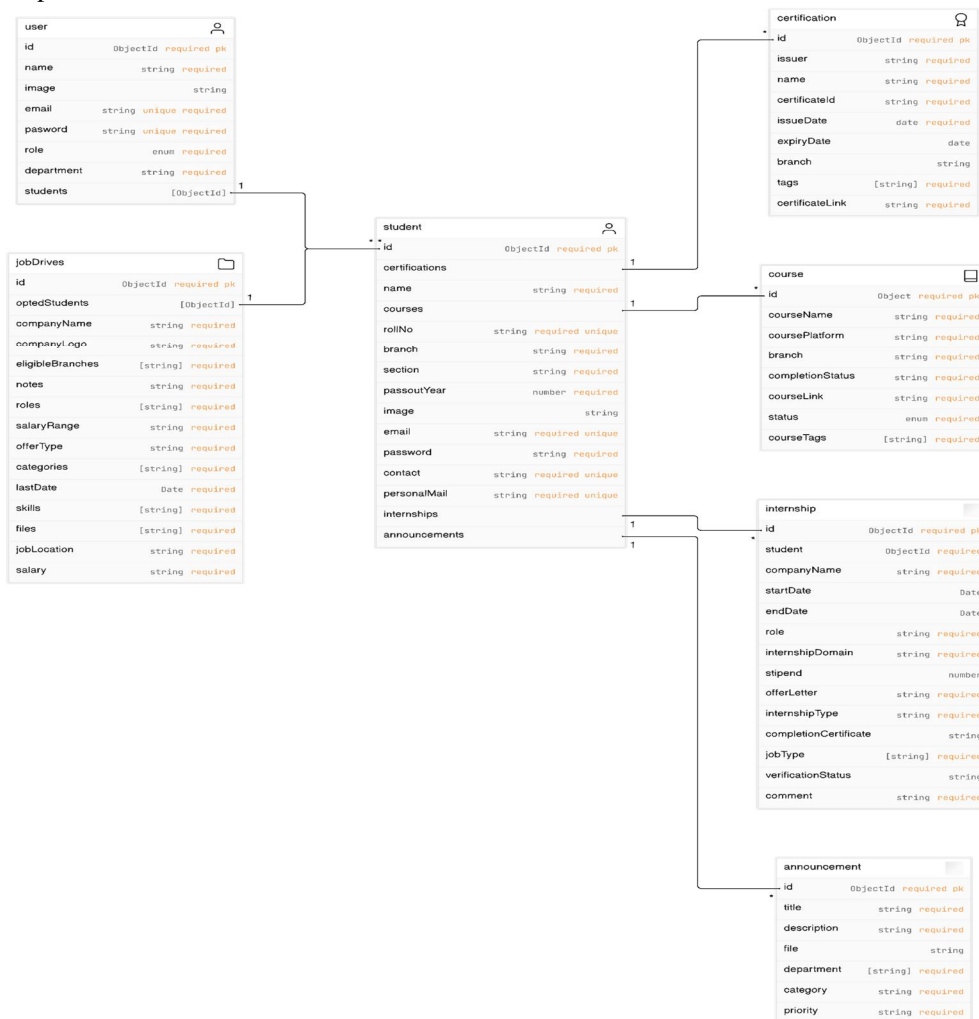 user
id ObjectId required pk
name string required
image string
email string unique required
pasword string unique required
role enum required
department string required
students [ObjectId]
1
jobDrives
id ObjectId required pk
optedStudents [ObjectId]
1
companyName string required
companyLogo string required
eligibleBranches [string] required
notes string required
roles [string] required
salaryRange string required
offerType string required
categories [string] required
lastDate Date required
skills [string] required
files [string] required
jobLocation string required
salary string required
student
* *
id ObjectId required pk
certifications
1
name string required
courses
1
rollNo string required unique
branch string required
section string required
passoutYear number required
image string
email string required unique
password string required
contact string required unique
personalMail string required unique
internships
1
announcements
1
certification
*
id ObjectId required pk
issuer string required
name string required
certificateId string required
issueDate date required
expiryDate date
branch string
tags [string] required
certificateLink string required
course
*
id Object required pk
courseName string required
coursePlatform string required
branch string required
completionStatus string required
courseLink string required
status enum required
courseTags [string] required
internship
id ObjectId required pk
*
student ObjectId required
companyName string required
startDate Date
endDate Date
role string required
internshipDomain string required
stipend number
offerLetter string required
internshipType string required
completionCertificate string
jobType [string] required
verificationStatus string
comment string required
announcement
id ObjectId required pk
*
title string required
description string required
file string
department [string] required
category string required
priority string required